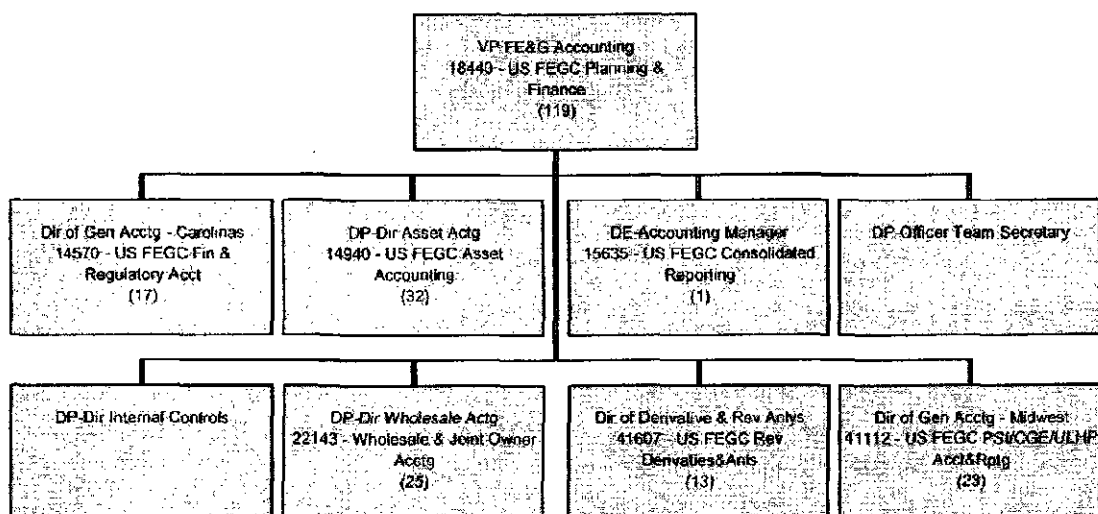 VP FE&G Accounting
18440 - US FEGC Planning &
Finance
(119)
Dir of Gen Acctg - Carolinas
14570 - US FEGC Fin &
Regulatory Acct
(17)
DP-Dir Asset Actg
14940 - US FEGC Asset
Accounting
(32)
DE-Accounting Manager
15635 - US FEGC Consolidated
Reporting
(1)
DP Officer Team Secretary
DP-Dir Internal Controls
DP-Dir Wholesale Actg
22143 - Wholesale & Joint Owner
Acctg
(25)
Dir of Derivative & Rev Anlys
41607 - US FEGC Rev
Derivaties&Anls
(13)
Dir of Gen Acctg - Midwest
41112 - US FEGC PSI/CGE/ULHP
Acct&Rptg
(23)